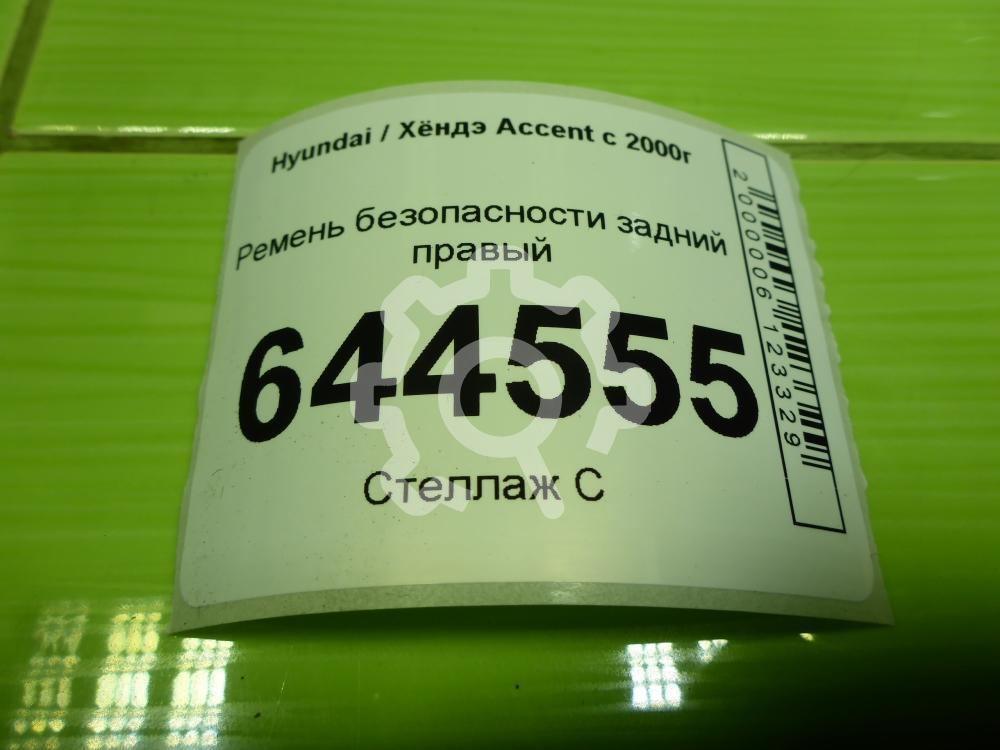 Hyundai / Хёндэ Accent с 2000г
Ремень безопасности задний
правый
644555
Стеллаж С
2000006123329